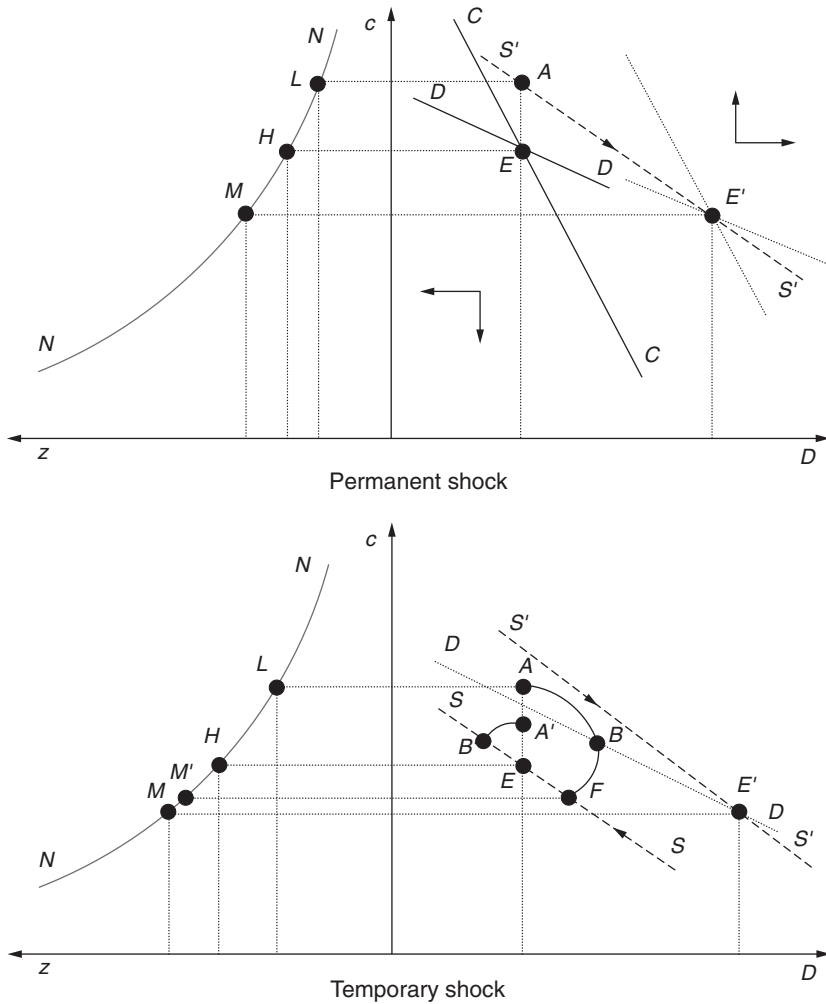 N c C S' A
L
D
H E D
M E'
S'
N C
z D
Permanent shock
c
N
S'
L D A
S
H B A' B
M M' E F E'
D
N S S'
z D
Temporary shock